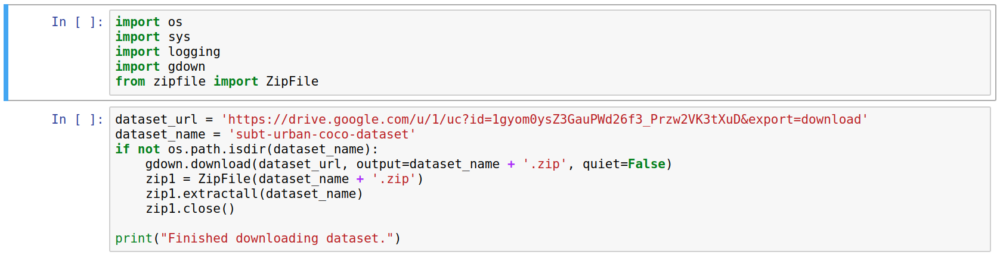 In [ ]: import os
import sys
import logging
import gdown
from zipfile import ZipFile
In [ ]: dataset_url = 'https://drive.google.com/u/1/uc?id=1gyom0ysZ3GauPWd26f3_Przw2VK3tXuD&export=download'
dataset_name = 'subt-urban-coco-dataset'
if not os.path.isdir(dataset_name):
    gdown.download(dataset_url, output=dataset_name + '.zip', quiet=False)
    zip1 = ZipFile(dataset_name + '.zip')
    zip1.extractall(dataset_name)
    zip1.close()
print("Finished downloading dataset.")